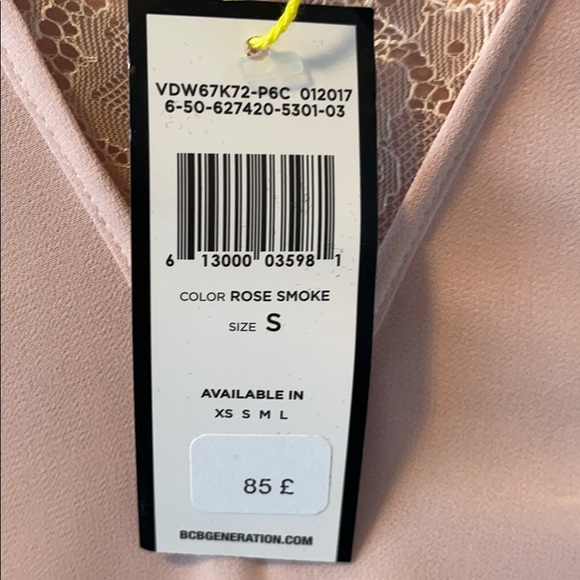 VDW67K72-P6C 012017
6-50-627420-5301-03
6 13000 03598 1
COLOR ROSE SMOKE
SIZE S
AVAILABLE IN
XS S M L
85 £
BCBGENERATION.COM